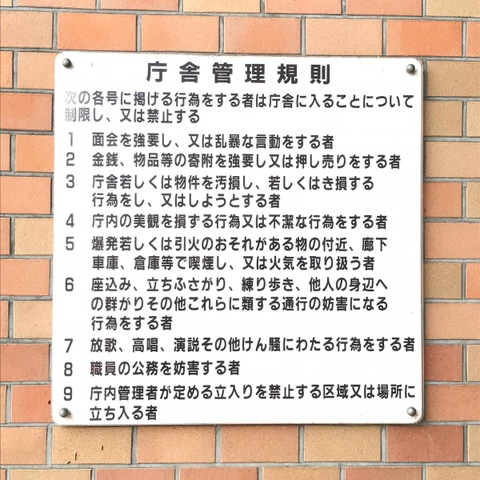 庁舎管理規則
次の各号に掲げる行為をする者は庁舎に入ることについて
制限し、又は禁止する
1 面会を強要し、又は乱暴な言動をする者
2 金銭、物品等の寄附を強要し又は押し売りをする者
3 庁舎若しくは物件を汚損し、若しくはき損する
行為をし、又はしようとする者
4 庁内の美観を損する行為又は不潔な行為をする者
5 爆発若しくは引火のおそれがある物の付近、廊下
車庫、倉庫等で喫煙し、又は火気を取り扱う者
6 座込み、立ちふさがり、練り歩き、他人の身辺へ
の群がりその他これらに類する通行の妨害になる
行為をする者
7 放歌、高唱、演説その他けん騒にわたる行為をする者
8 職員の公務を妨害する者
9 庁内管理者が定める立入りを禁止する区域又は場所に
立ち入る者